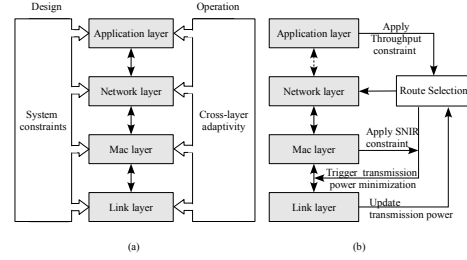 Design
Operation
Application layer
Network layer
System
constraints
Cross-layer
adaptivity
Mac layer
Link layer
(a)
Application layer
Apply
Throughput
constraint
Network layer
Route Selection
Mac layer
Apply SNIR
constraint
Trigger transmission
power minimization
Link layer
Update
transmission power
(b)